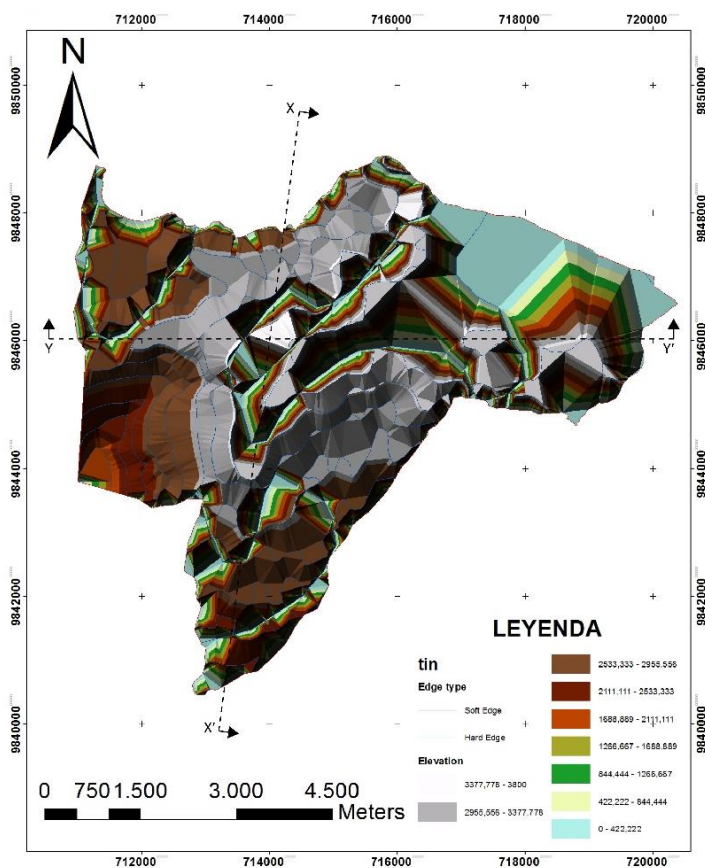 712000 714000 716000 718000 720000
N
9850000 9850000
X
9848000 9848000
9846000 9846000
Y Y'
9844000 9844000
9842000 9842000
LEYENDA
tin
Edge type
Soft Edge
Hard Edge
Elevation
3377,778 - 3800
2955,556 - 3377,778
2533,333 - 2955,556
2111,111 - 2533,333
1688,889 - 2111,111
1266,667 - 1688,889
844,444 - 1266,667
422,222 - 844,444
0 - 422,222
X'
9840000 9840000
0 750 1.500 3.000 4.500
Meters
712000 714000 716000 718000 720000